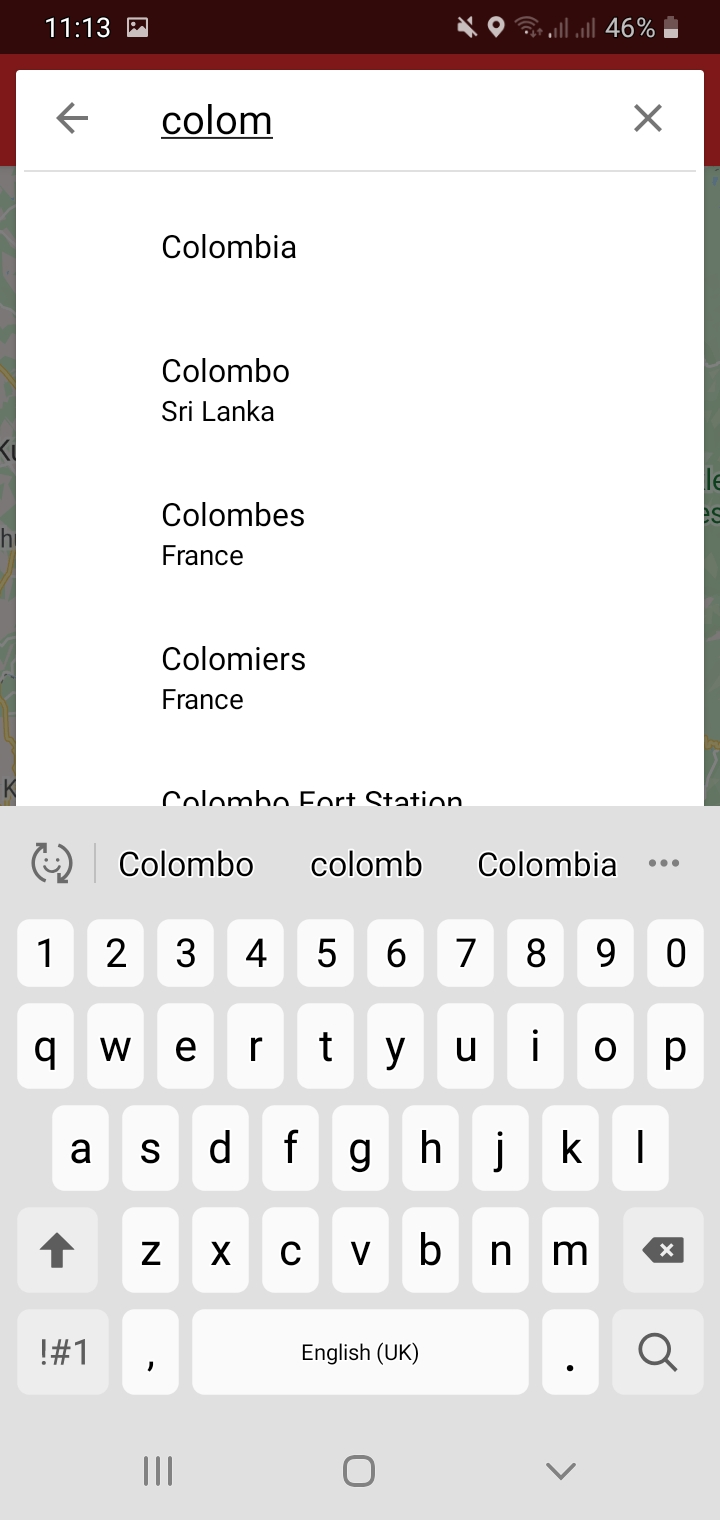 11:13 46%
colom
Colombia
Colombo
Sri Lanka
Colombes
France
Colomiers
France
Colombo Fort Station
Colombo colomb Colombia
1 2 3 4 5 6 7 8 9 0
q w e r t y u i o p
a s d f g h j k l
z x c v b n m
!#1 , English (UK) .